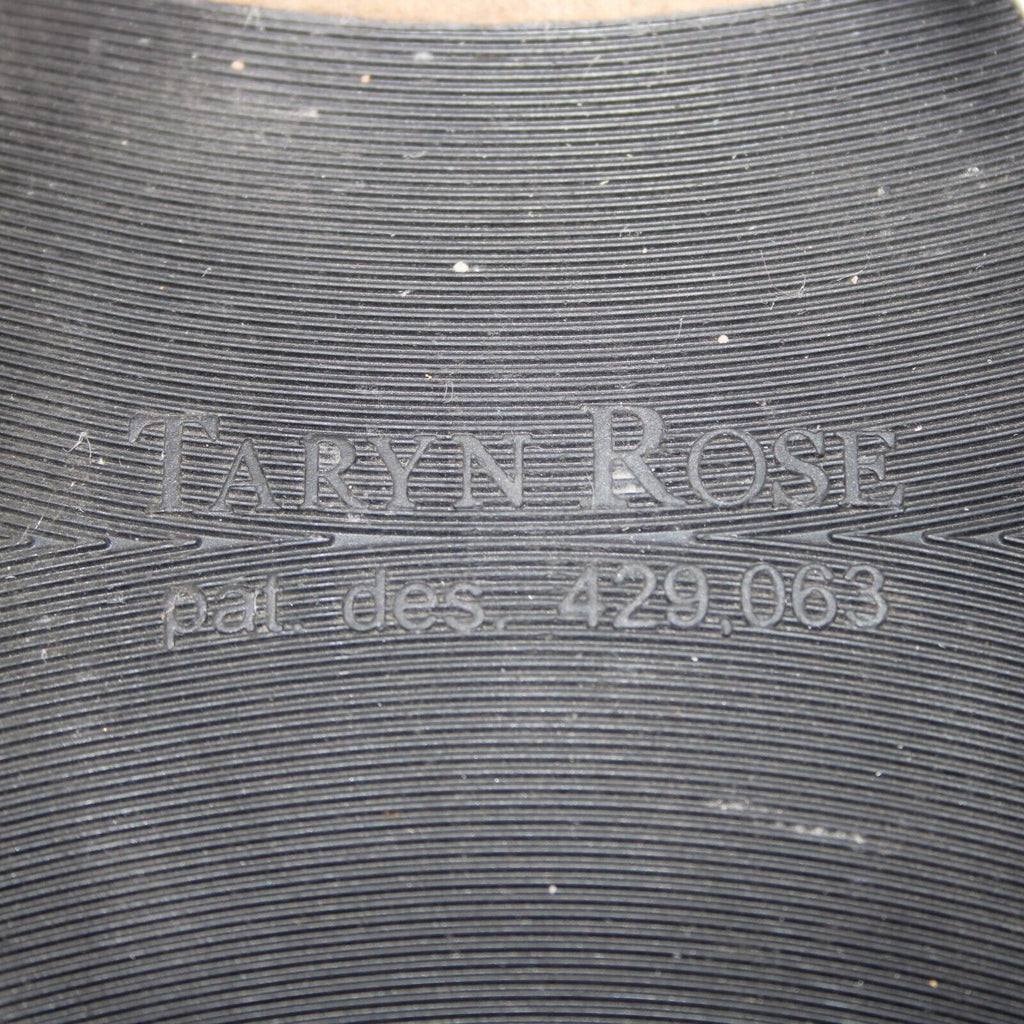 TARYN ROSE
pat. des. 429,063